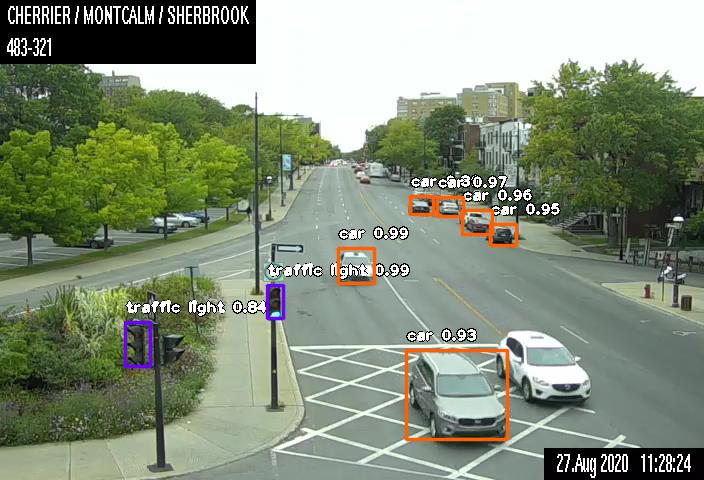 CHERRIER / MONTCALM / SHERBROOK
483-321
car 0.97
car 0.96
car 0.95
car 0.99
traffic light 0.99
traffic light 0.84
car 0.93
27.Aug 2020 11:28:24